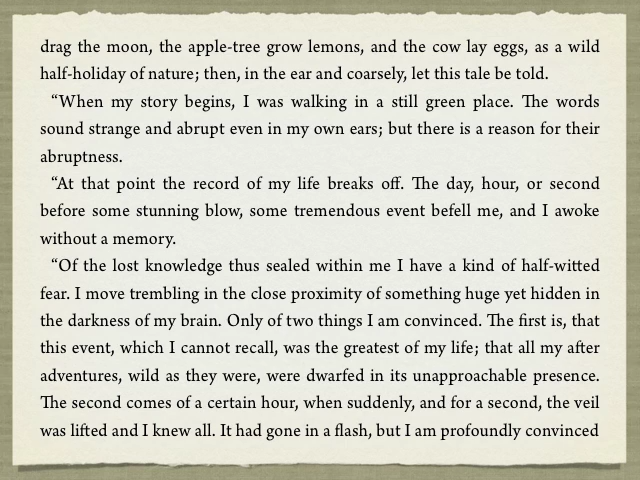 drag the moon, the apple-tree grow lemons, and the cow lay eggs, as a wild
half-holiday of nature; then, in the ear and coarsely, let this tale be told.
“When my story begins, I was walking in a still green place. The words
sound strange and abrupt even in my own ears; but there is a reason for their
abruptness.
“At that point the record of my life breaks off. The day, hour, or second
before some stunning blow, some tremendous event befell me, and I awoke
without a memory.
“Of the lost knowledge thus sealed within me I have a kind of half-witted
fear. I move trembling in the close proximity of something huge yet hidden in
the darkness of my brain. Only of two things I am convinced. The first is, that
this event, which I cannot recall, was the greatest of my life; that all my after
adventures, wild as they were, were dwarfed in its unapproachable presence.
The second comes of a certain hour, when suddenly, and for a second, the veil
was lifted and I knew all. It had gone in a flash, but I am profoundly convinced